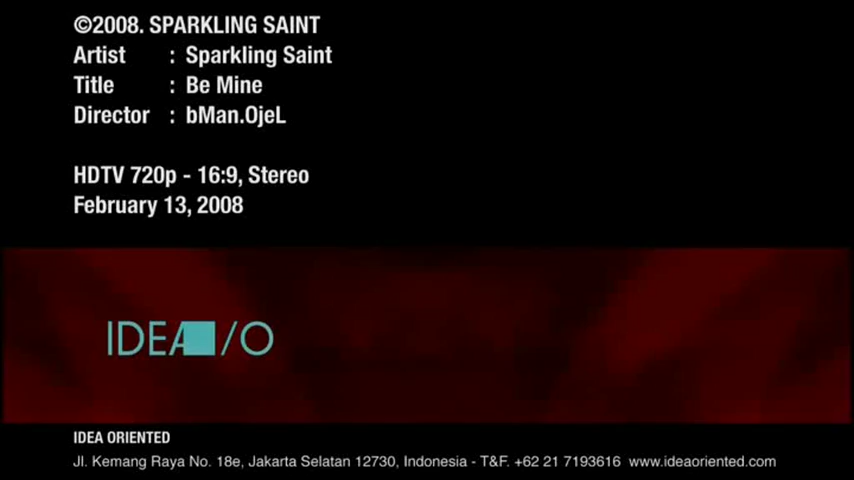 ©2008. SPARKLING SAINT
Artist : Sparkling Saint
Title : Be Mine
Director : bMan.OjeL
HDTV 720p - 16:9, Stereo
February 13, 2008
IDEA/O
IDEA ORIENTED
Jl. Kemang Raya No. 18e, Jakarta Selatan 12730, Indonesia - T&F. +62 21 7193616 www.ideaoriented.com